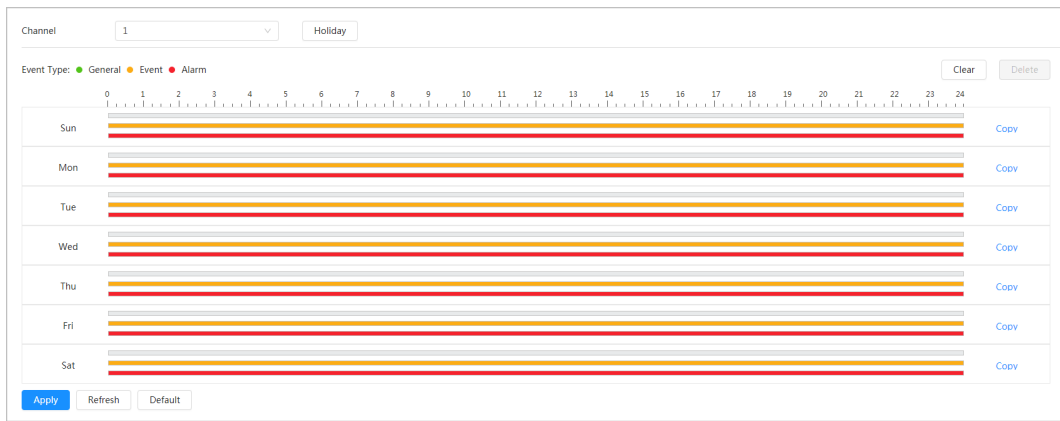 Channel 1 Holiday
Event Type: General Event Alarm Clear Delete
0 1 2 3 4 5 6 7 8 9 10 11 12 13 14 15 16 17 18 19 20 21 22 23 24
Sun Copy
Mon Copy
Tue Copy
Wed Copy
Thu Copy
Fri Copy
Sat Copy
Apply Refresh Default